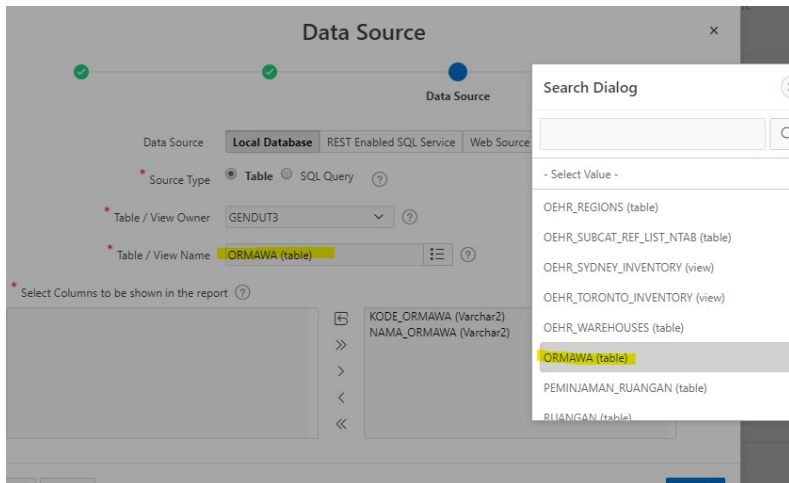 Data Source
Data Source
Data Source Local Database REST Enabled SQL Service Web Source
* Source Type Table SQL Query
* Table / View Owner GENDUT3
* Table / View Name ORMAWA (table)
* Select Columns to be shown in the report
KODE_ORMAWA (Varchar2)
NAMA_ORMAWA (Varchar2)
Search Dialog
- Select Value -
OEHR_REGIONS (table)
OEHR_SUBCAT_REF_LIST_NTAB (table)
OEHR_SYDNEY_INVENTORY (view)
OEHR_TORONTO_INVENTORY (view)
OEHR_WAREHOUSES (table)
ORMAWA (table)
PEMINJAMAN_RUANGAN (table)
RUANGAN (table)